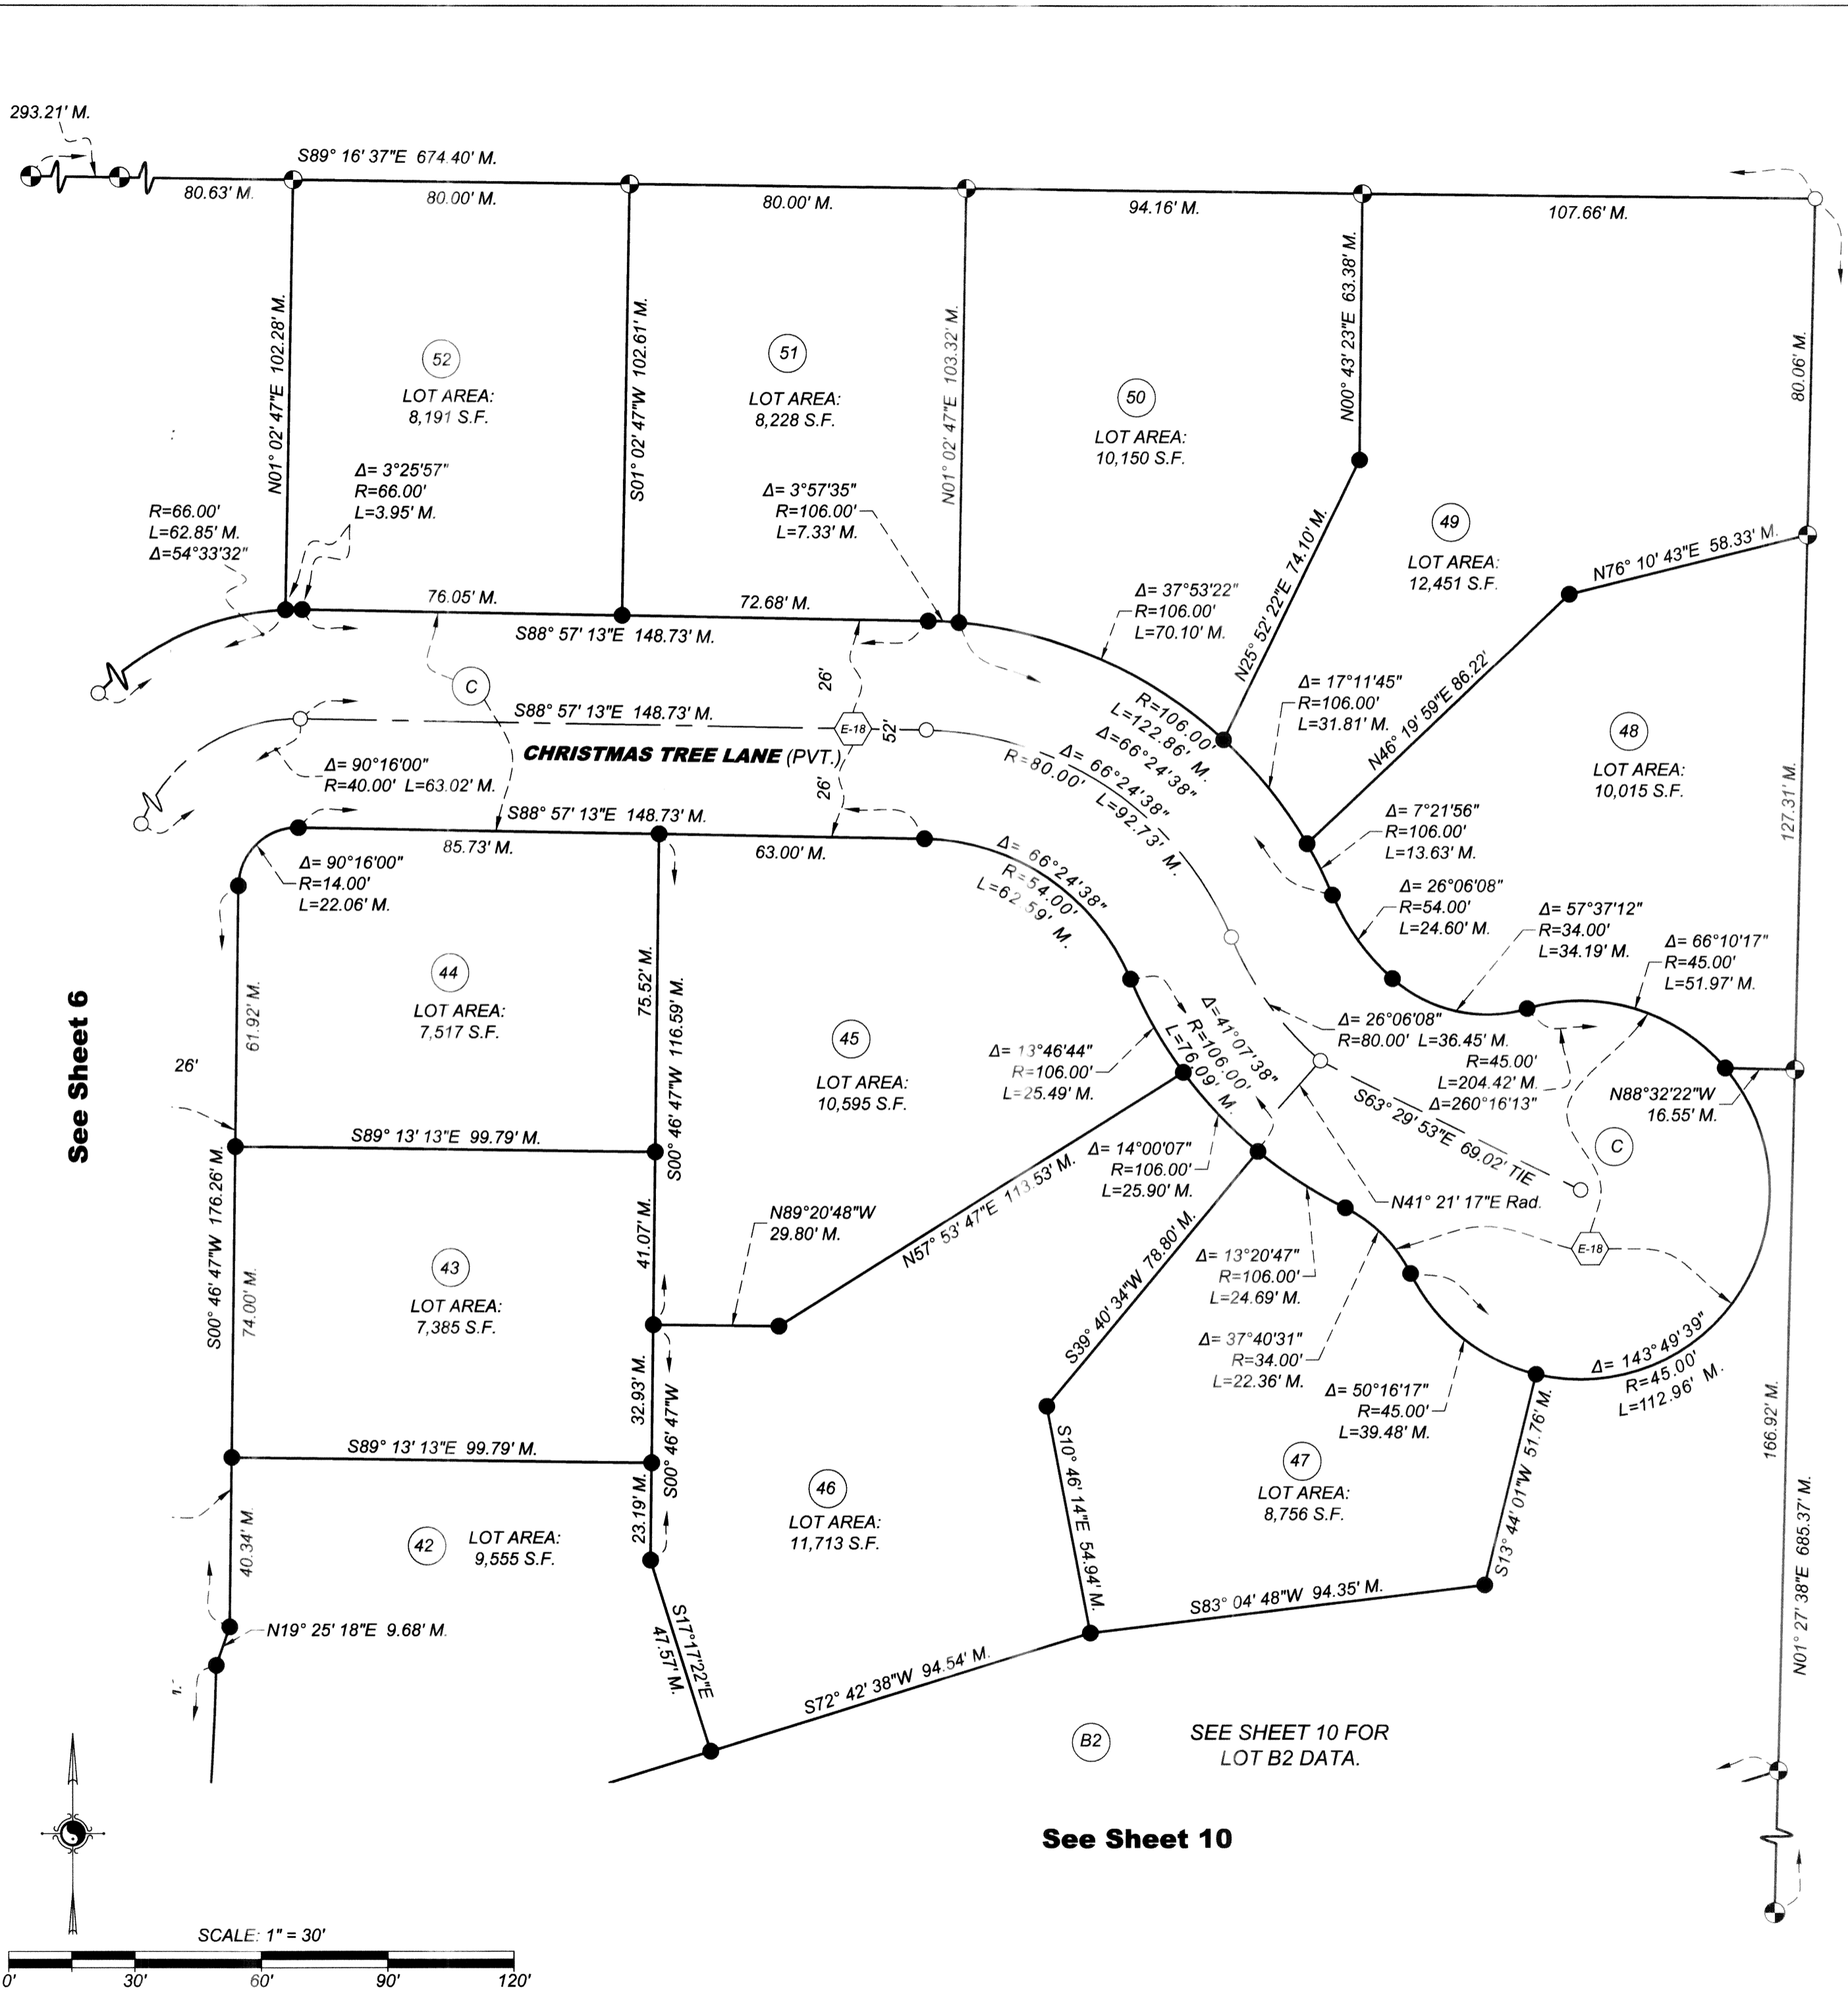 293.21' M.
S89° 16' 37"E 674.40' M.
80.63' M.
80.00' M.
80.00' M.
94.16' M.
107.66' M.
N01° 02' 47"E 102.28' M.
S01° 02' 47"W 102.61' M.
N01° 02' 47"E 103.32' M.
N00° 43' 23"E 63.38' M.
80.06' M.
52
LOT AREA:
8,191 S.F.
51
LOT AREA:
8,228 S.F.
50
LOT AREA:
10,150 S.F.
49
LOT AREA:
12,451 S.F.
Δ= 3°25'57"
R=66.00'
L=3.95' M.
R=66.00'
L=62.85' M.
Δ=54°33'32"
Δ= 3°57'35"
R=106.00'
L=7.33' M.
N25° 52' 22"E 74.10' M.
N76° 10' 43"E 58.33' M.
76.05' M.
72.68' M.
S88° 57' 13"E 148.73' M.
Δ= 37°53'22"
R=106.00'
L=70.10' M.
Δ= 17°11'45"
R=106.00'
L=31.81' M.
N46° 19' 59"E 86.22'
48
LOT AREA:
10,015 S.F.
127.31' M.
C
26'
S88° 57' 13"E 148.73' M.
E-18
52'
CHRISTMAS TREE LANE (PVT.)
26'
R=106.00'
L=122.86' M.
Δ=66°24'38"
Δ= 66°24'38"
R=80.00' L=92.73' M.
Δ= 90°16'00"
R=40.00' L=63.02' M.
S88° 57' 13"E 148.73' M.
85.73' M.
63.00' M.
Δ= 90°16'00"
R=14.00'
L=22.06' M.
Δ= 66°24'38"
R=54.00'
L=62.59' M.
Δ= 7°21'56"
R=106.00'
L=13.63' M.
Δ= 26°06'08"
R=54.00'
L=24.60' M.
Δ= 57°37'12"
R=34.00'
L=34.19' M.
Δ= 66°10'17"
R=45.00'
L=51.97' M.
See Sheet 6
26'
61.92' M.
44
LOT AREA:
7,517 S.F.
75.52' M.
S00° 46' 47"W 116.59' M.
45
LOT AREA:
10,595 S.F.
Δ= 13°46'44"
R=106.00'
L=25.49' M.
Δ=41°07'38"
R=106.00'
L=76.09' M.
Δ= 26°06'08"
R=80.00' L=36.45' M.
R=45.00'
L=204.42' M.
Δ=260°16'13"
N88°32'22"W
16.55' M.
S63° 29' 53"E 69.02' TIE
C
S89° 13' 13"E 99.79' M.
Δ= 14°00'07"
R=106.00'
L=25.90' M.
N41° 21' 17"E Rad.
S00° 46' 47"W 176.26' M.
74.00' M.
43
LOT AREA:
7,385 S.F.
41.07' M.
N89°20'48"W
29.80' M.
N57° 53' 47"E 113.53' M.
S39° 40' 34"W 78.80' M.
Δ= 13°20'47"
R=106.00'
L=24.69' M.
E-18
Δ= 37°40'31"
R=34.00'
L=22.36' M.
Δ= 50°16'17"
R=45.00'
L=39.48' M.
Δ= 143°49'39"
R=45.00'
L=112.96' M.
32.93' M.
S00° 46' 47"W
S89° 13' 13"E 99.79' M.
23.19' M.
40.34' M.
42
LOT AREA:
9,555 S.F.
46
LOT AREA:
11,713 S.F.
S10° 46' 14"E 54.94' M.
47
LOT AREA:
8,756 S.F.
S13° 44' 01"W 51.76' M.
166.92' M.
N01° 27' 38"E 685.37' M.
N19° 25' 18"E 9.68' M.
S17°17'22"E
47.57' M.
S83° 04' 48"W 94.35' M.
S72° 42' 38"W 94.54' M.
B2
SEE SHEET 10 FOR
LOT B2 DATA.
See Sheet 10
SCALE: 1" = 30'
0' 30' 60' 90' 120'